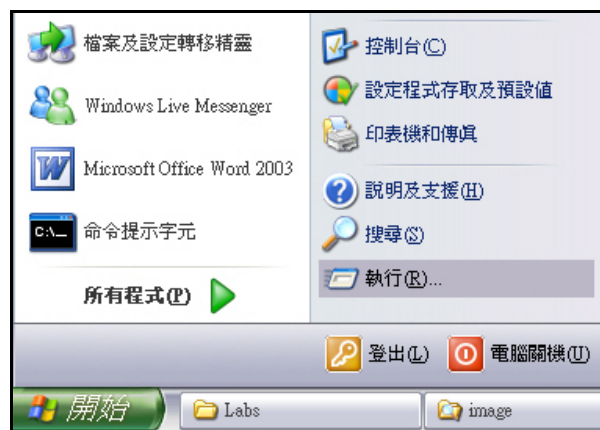 檔案及設定轉移精靈
Windows Live Messenger
Microsoft Office Word 2003
C:\_
命令提示字元
所有程式(P)
控制台(C)
設定程式存取及預設值
印表機和傳真
說明及支援(H)
搜尋(S)
執行(R)...
登出(L)
電腦關機(U)
開始
Labs
image